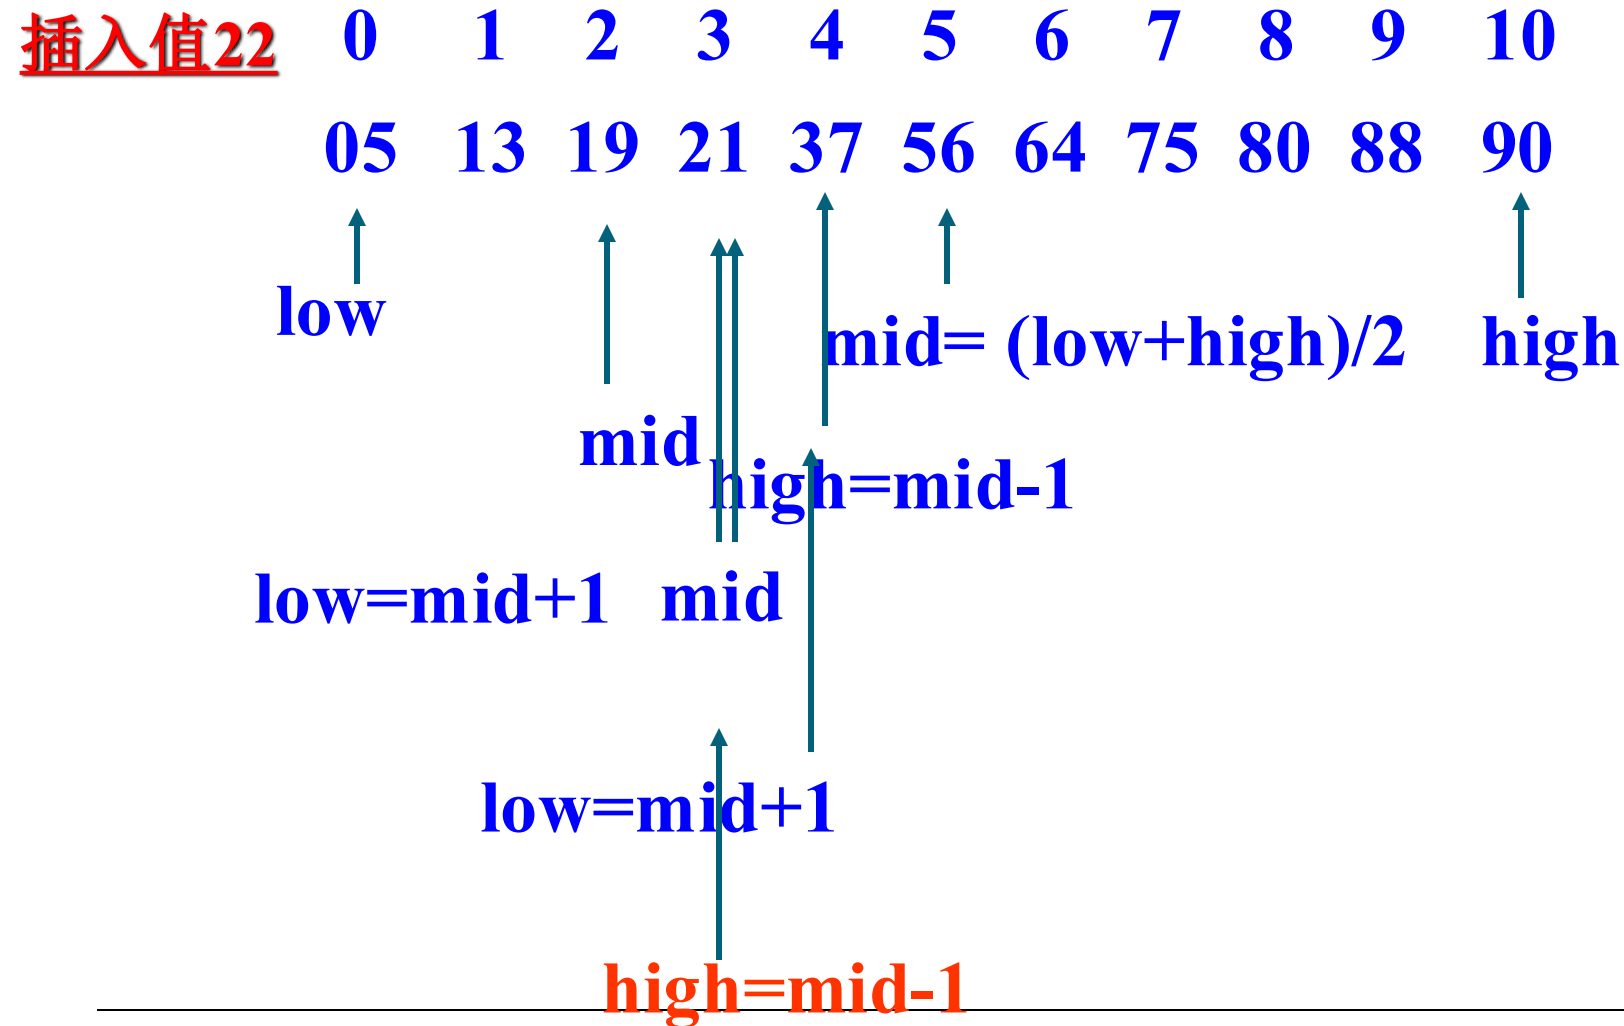 插入值22 0 1 2 3 4 5 6 7 8 9 10
05 13 19 21 37 56 64 75 80 88 90
low
mid= (low+high)/2 high
mid
high=mid-1
low=mid+1 mid
low=mid+1
high=mid-1